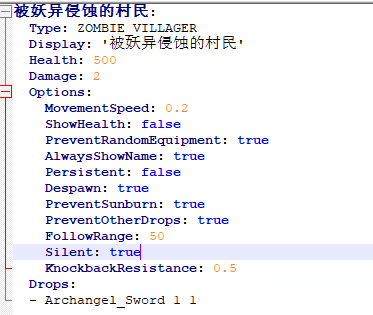 被妖异侵蚀的村民:
Type: ZOMBIE_VILLAGER
Display: '被妖异侵蚀的村民'
Health: 500
Damage: 2
Options:
MovementSpeed: 0.2
ShowHealth: false
PreventRandomEquipment: true
AlwaysShowName: true
Persistent: false
Despawn: true
PreventSunburn: true
PreventOtherDrops: true
FollowRange: 50
Silent: true
KnockbackResistance: 0.5
Drops:
- Archangel_Sword 1 1